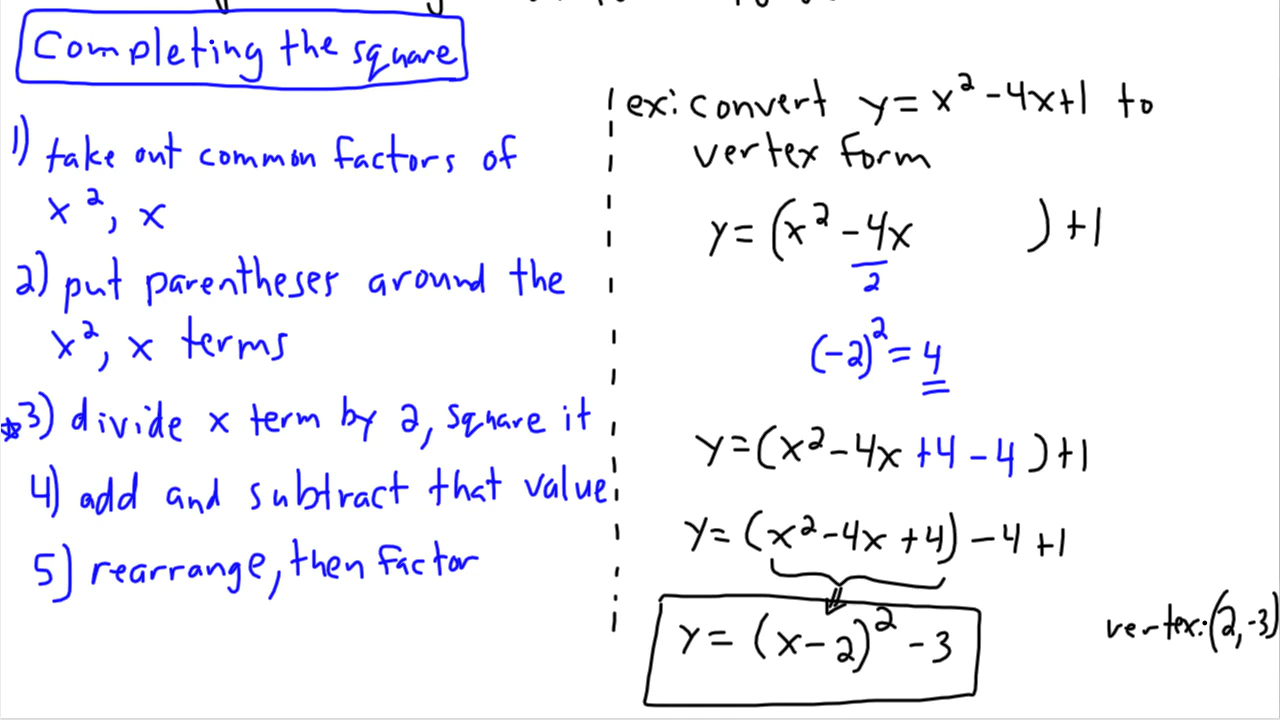 Completing the square
1) take out common factors of
x², x
2) put parentheses around the
x², x terms
*3) divide x term by 2, square it
4) add and subtract that value
5) rearrange, then factor
ex: convert y = x² - 4x + 1 to
vertex form
y = (x² - 4x ) + 1
2
(-2)² = 4
y = (x² - 4x + 4 - 4) + 1
y = (x² - 4x + 4) - 4 + 1
y = (x - 2)² - 3
vertex: (2, -3)